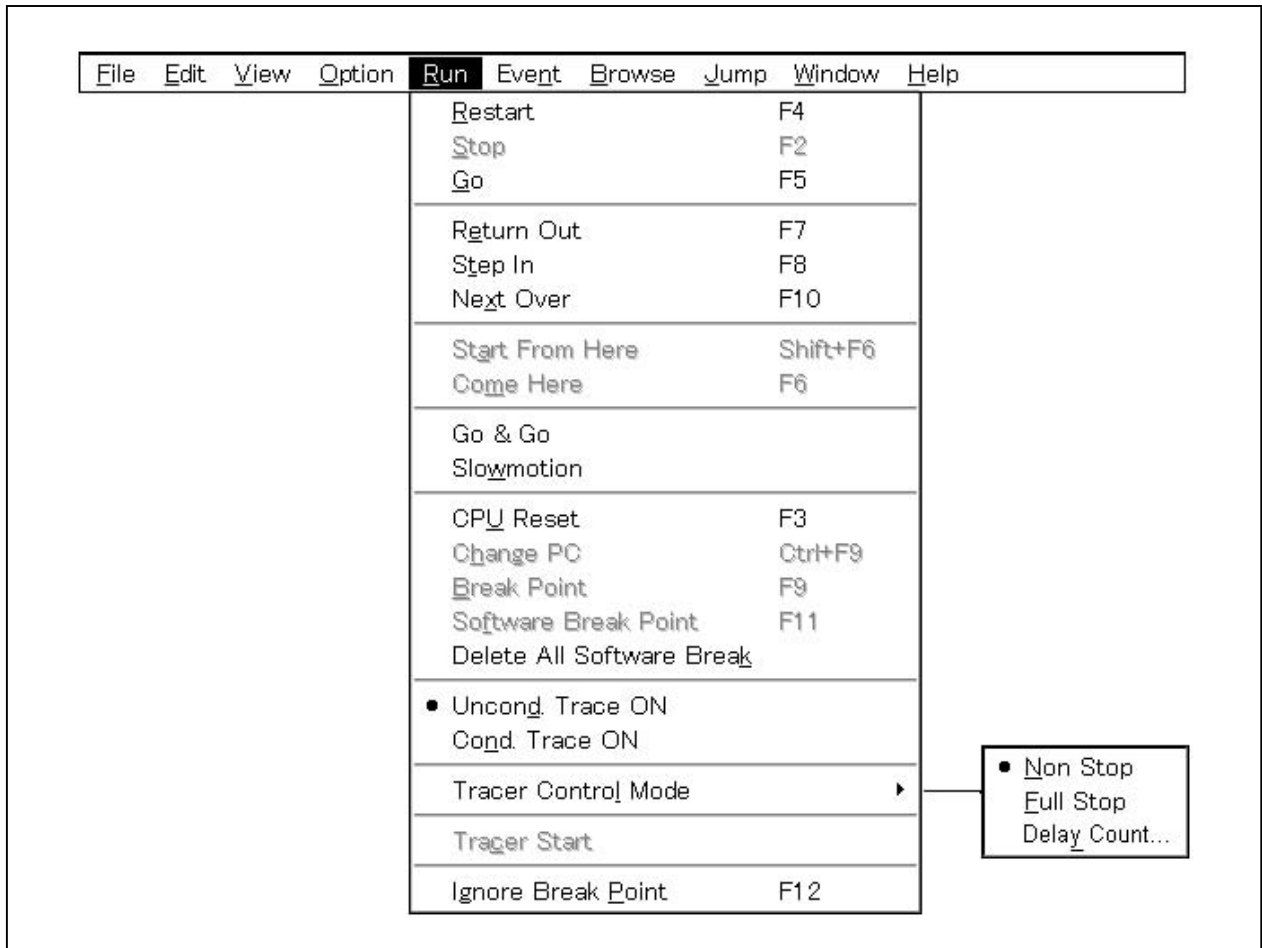 File Edit View Option Run Event Browse Jump Window Help
Restart F4
Stop F2
Go F5
Return Out F7
Step In F8
Next Over F10
Start From Here Shift+F6
Come Here F6
Go & Go
Slowmotion
CPU Reset F3
Change PC Ctrl+F9
Break Point F9
Software Break Point F11
Delete All Software Break
● Uncond. Trace ON
Cond. Trace ON
Tracer Control Mode
● Non Stop
Full Stop
Delay Count...
Tracer Start
Ignore Break Point F12